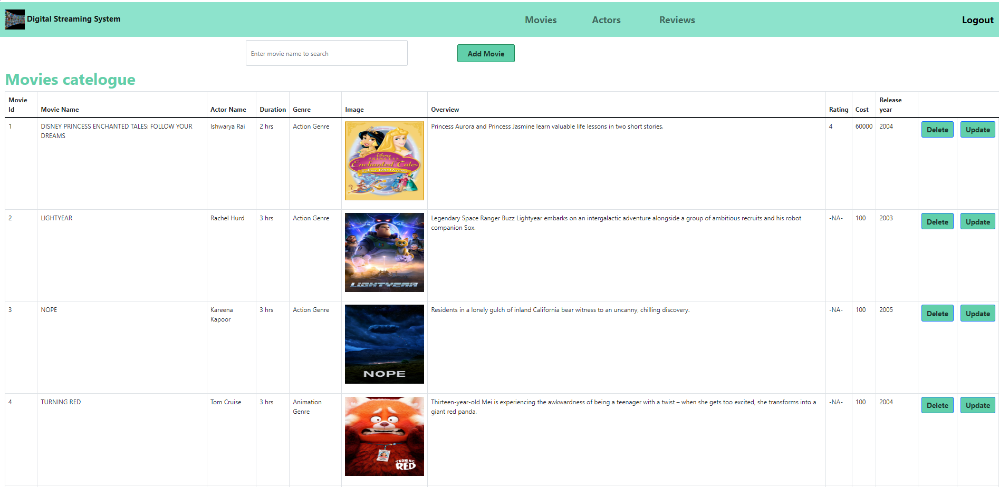 Digital Streaming System
Movies
Actors
Reviews
Logout
Enter movie name to search
Add Movie
Movies catelogue
Movie
Id
Movie Name
Actor Name
Duration
Genre
Image
Overview
Rating
Cost
Release
year
1
DISNEY PRINCESS ENCHANTED TALES: FOLLOW YOUR
DREAMS
Ishwarya Rai
2 hrs
Action Genre
Disney
PRINCESS
Enchanted Tales
Follow Your Dreams
Princess Aurora and Princess Jasmine learn valuable life lessons in two short stories.
4
60000
2004
Delete
Update
2
LIGHTYEAR
Rachel Hurd
3 hrs
Action Genre
LIGHTYEAR
Legendary Space Ranger Buzz Lightyear embarks on an intergalactic adventure alongside a group of ambitious recruits and his robot
companion Sox.
-NA-
100
2003
Delete
Update
3
NOPE
Kareena
Kapoor
3 hrs
Action Genre
NOPE
Residents in a lonely gulch of inland California bear witness to an uncanny, chilling discovery.
-NA-
100
2005
Delete
Update
4
TURNING RED
Tom Cruise
3 hrs
Animation
Genre
TURNING
RED
Thirteen-year-old Mei is experiencing the awkwardness of being a teenager with a twist – when she gets too excited, she transforms into a
giant red panda.
-NA-
100
2004
Delete
Update